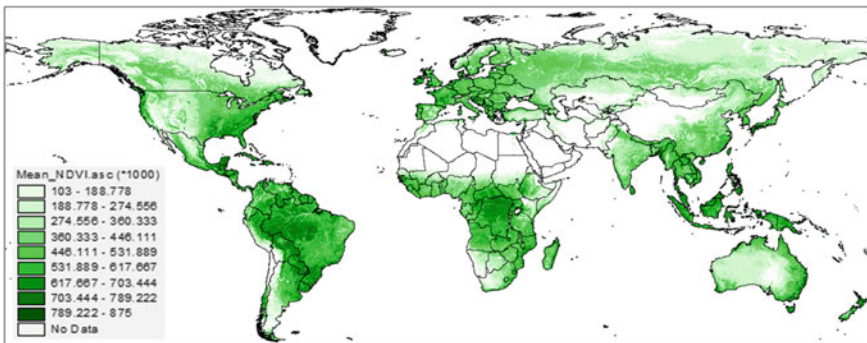 Mean_NDVI.asc (*1000)
103 - 188.778
188.778 - 274.556
274.556 - 360.333
360.333 - 446.111
446.111 - 531.889
531.889 - 617.667
617.667 - 703.444
703.444 - 789.222
789.222 - 875
No Data